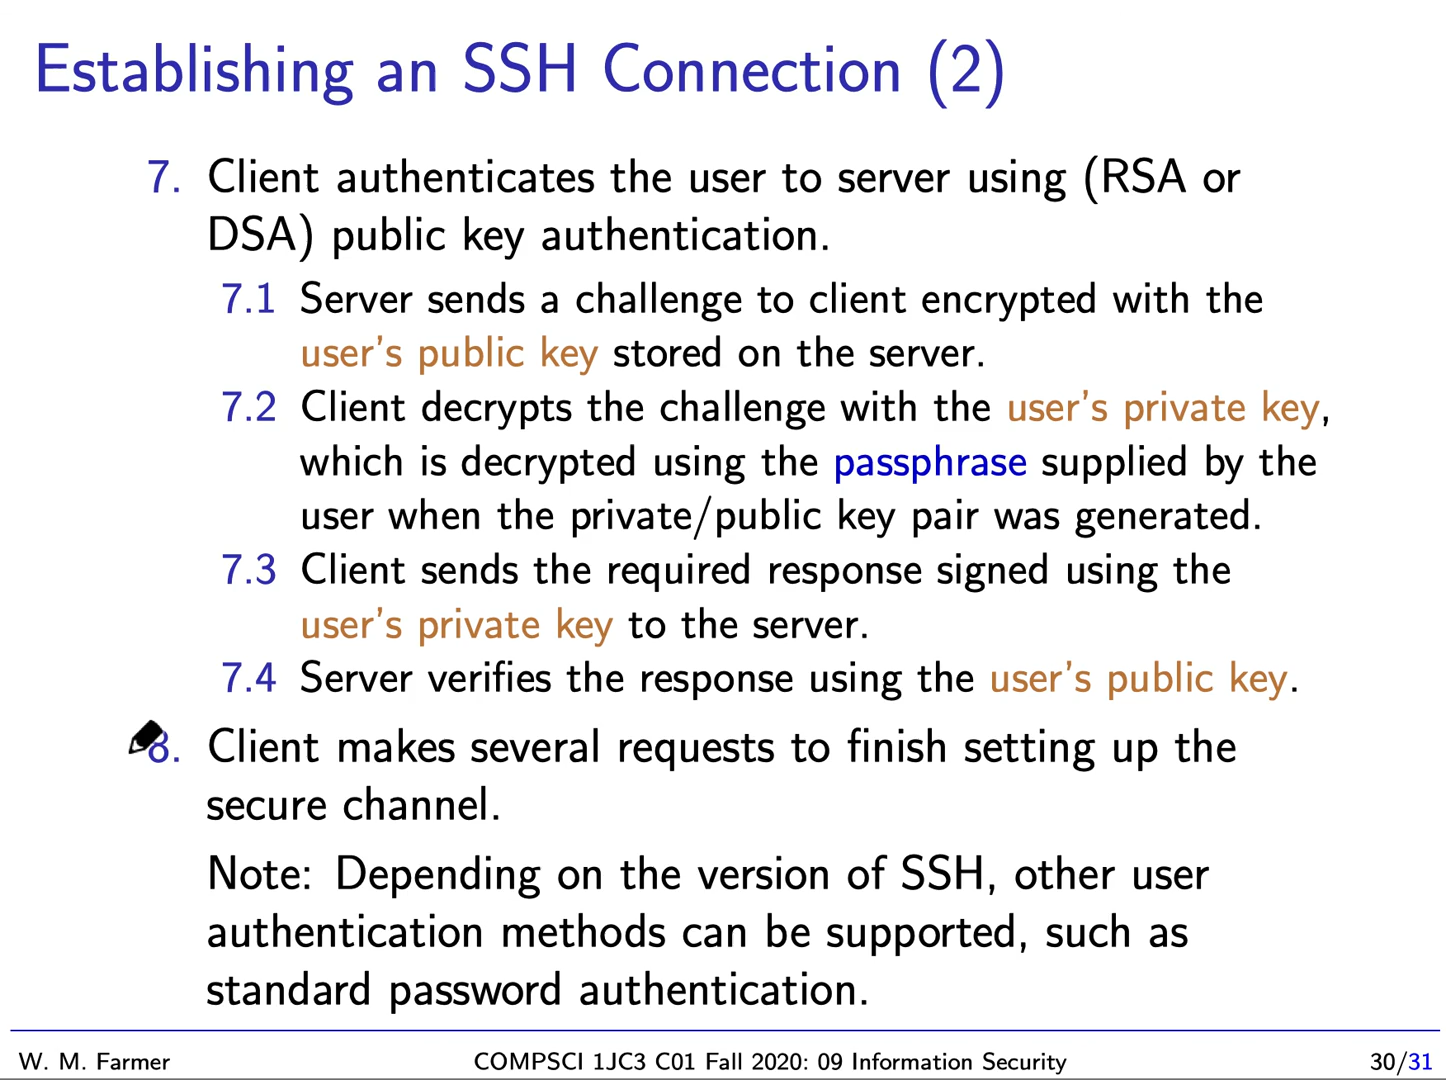 Establishing an SSH Connection (2)
7. Client authenticates the user to server using (RSA or
DSA) public key authentication.
7.1 Server sends a challenge to client encrypted with the
user's public key stored on the server.
7.2 Client decrypts the challenge with the user's private key,
which is decrypted using the passphrase supplied by the
user when the private/public key pair was generated.
7.3 Client sends the required response signed using the
user's private key to the server.
7.4 Server verifies the response using the user's public key.
8. Client makes several requests to finish setting up the
secure channel.
Note: Depending on the version of SSH, other user
authentication methods can be supported, such as
standard password authentication.
W. M. Farmer COMPSCI 1JC3 C01 Fall 2020: 09 Information Security 30/31